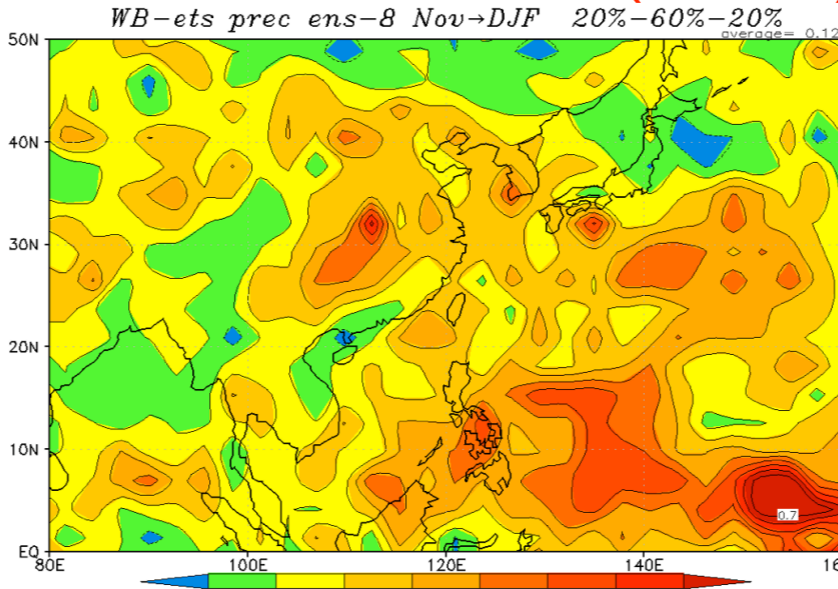 WB-ets prec ens-8 Nov→DJF 20%-60%-20%
average= 0.12
50N
40N
30N
20N
10N
EQ
0.7
80E
100E
120E
140E